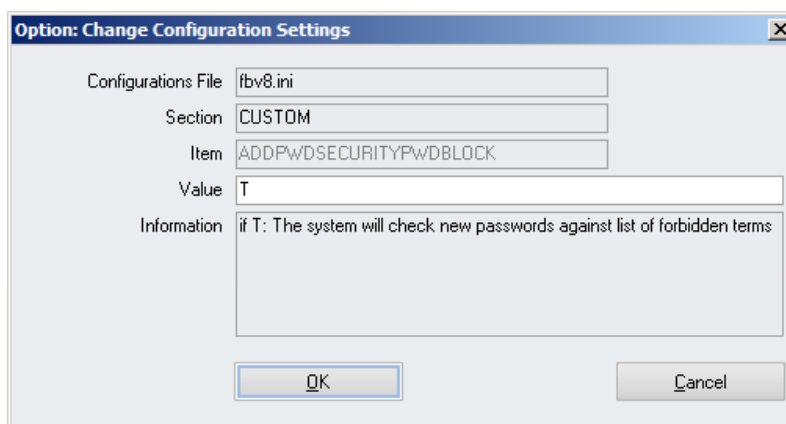 Option: Change Configuration Settings
Configurations File fbv8.ini
Section CUSTOM
Item ADDPWDSECURITYPWDBLOCK
Value T
Information if T: The system will check new passwords against list of forbidden terms
OK Cancel